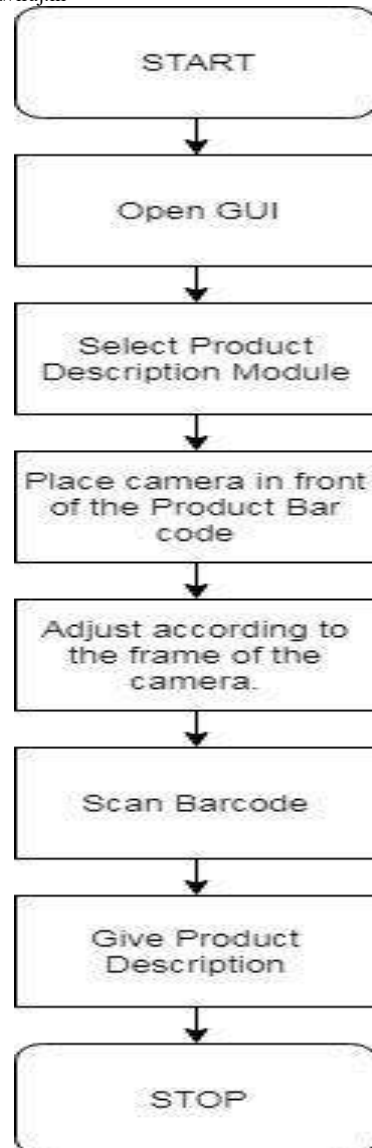 START
Open GUI
Select Product
Description Module
Place camera in front
of the Product Bar
code
Adjust according to
the frame of the
camera.
Scan Barcode
Give Product
Description
STOP